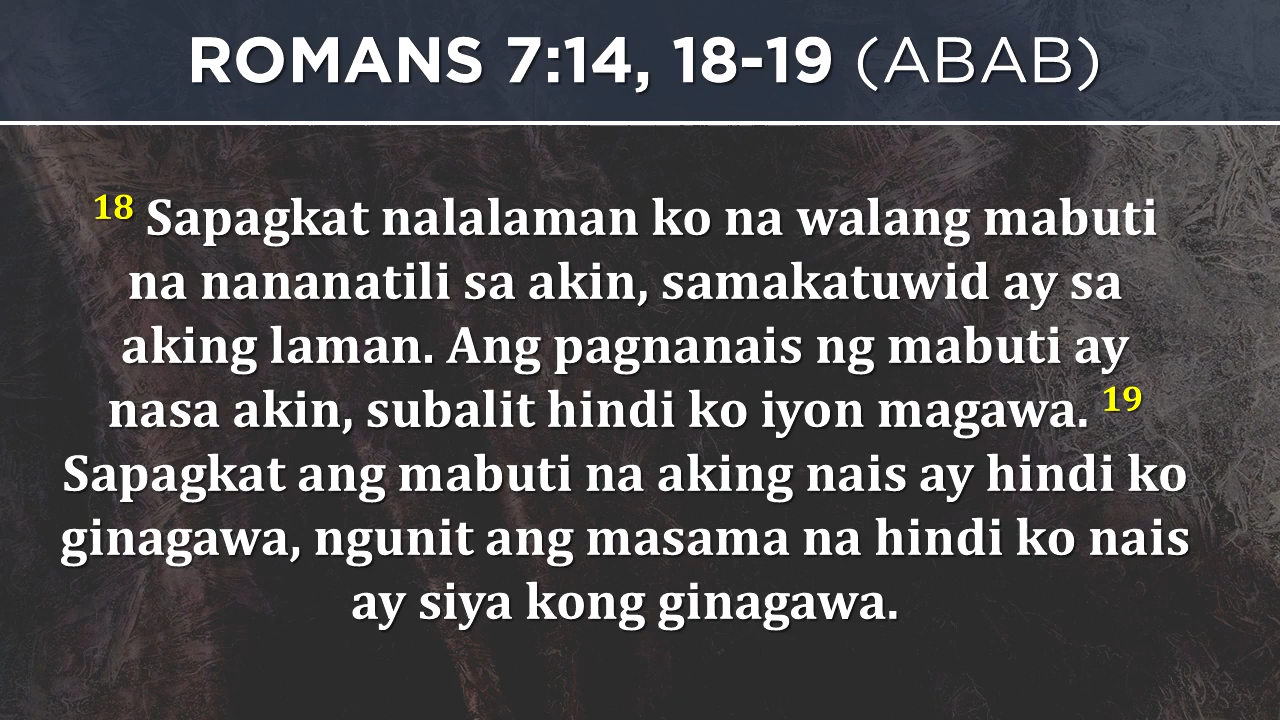 ROMANS 7:14, 18-19 (ABAB)
18 Sapagkat nalalaman ko na walang mabuti
na nananatili sa akin, samakatuwid ay sa
aking laman. Ang pagnanais ng mabuti ay
nasa akin, subalit hindi ko iyon magawa. 19
Sapagkat ang mabuti na aking nais ay hindi ko
ginagawa, ngunit ang masama na hindi ko nais
ay siya kong ginagawa.